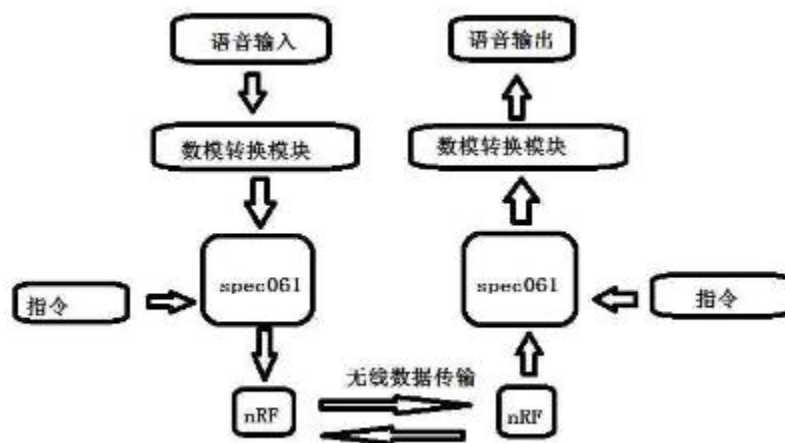 语音输入
语音输出
数模转换模块
数模转换模块
spec061
spec061
指令
指令
无线数据传输
nRF
nRF